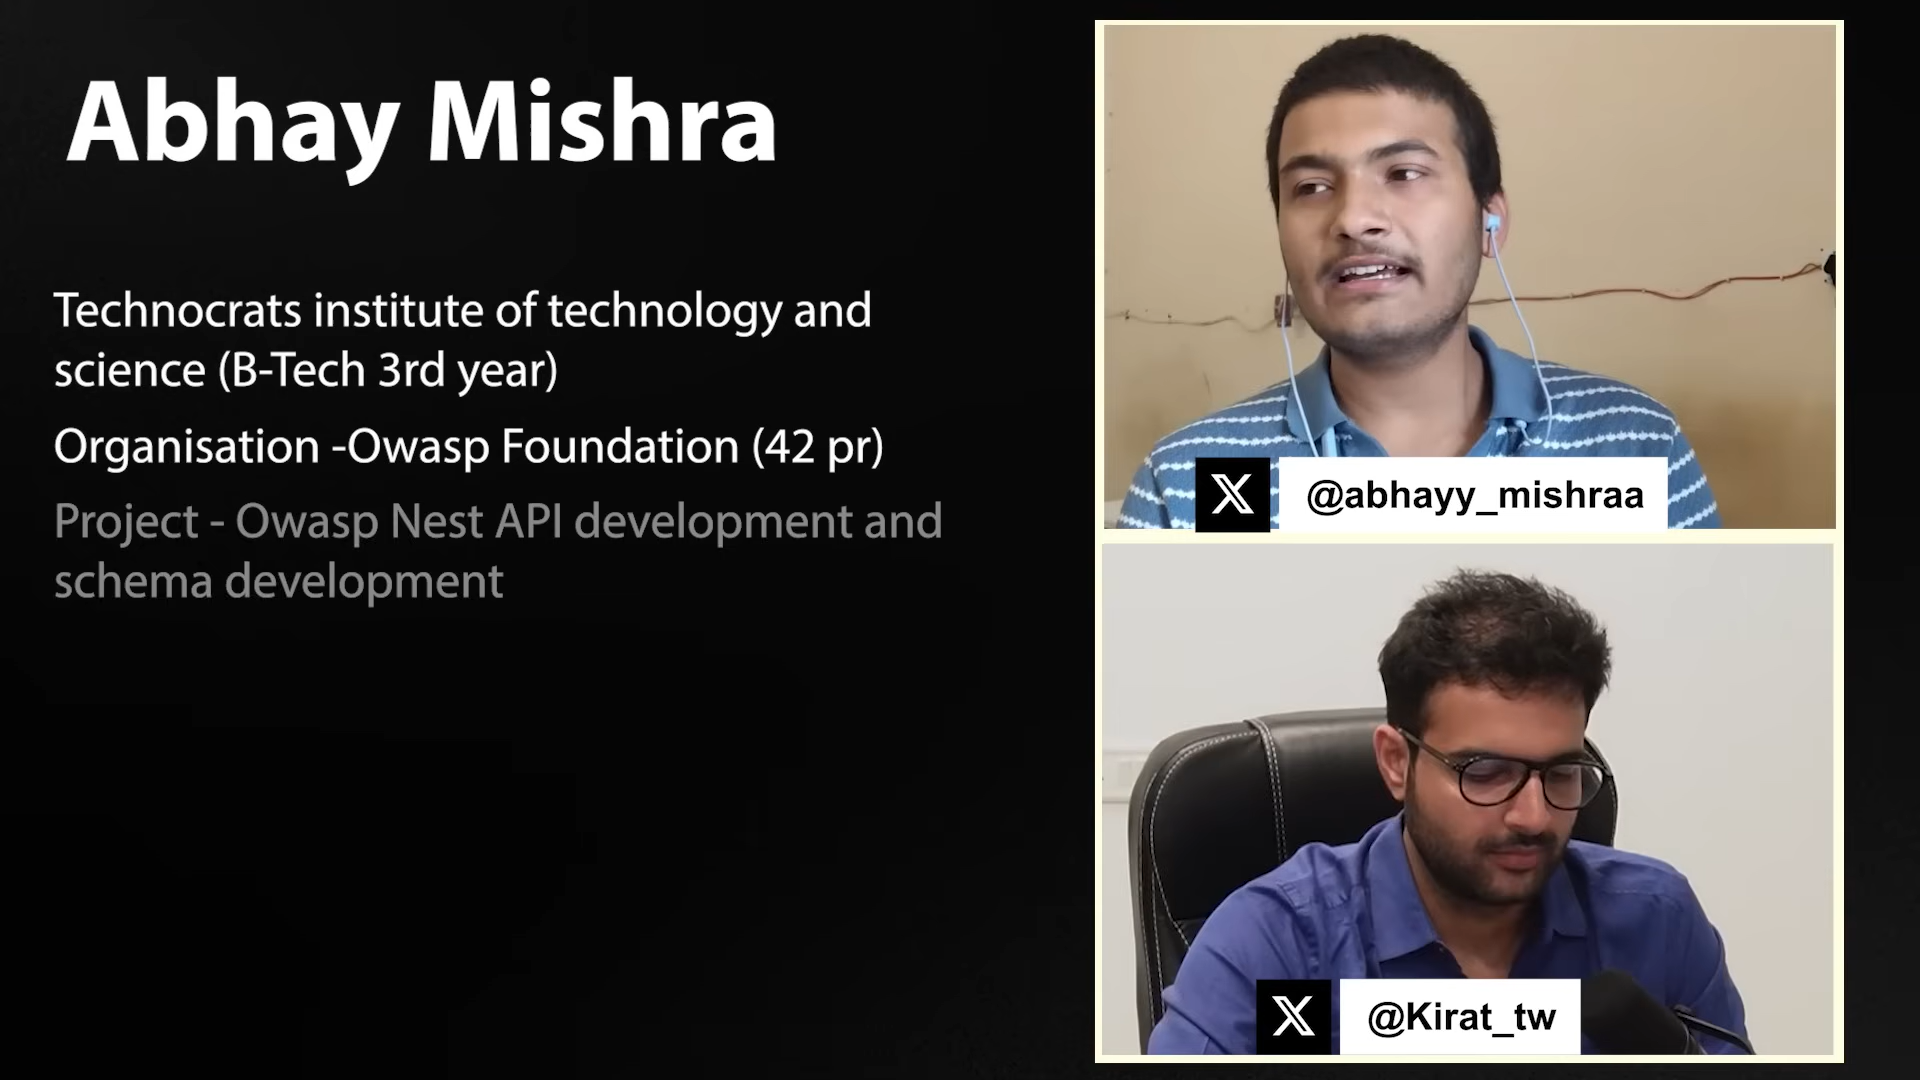 Abhay Mishra
Technocrats institute of technology and
science (B-Tech 3rd year)
Organisation -Owasp Foundation (42 pr)
Project - Owasp Nest API development and
schema development
@abhayy_mishraa
@Kirat_tw